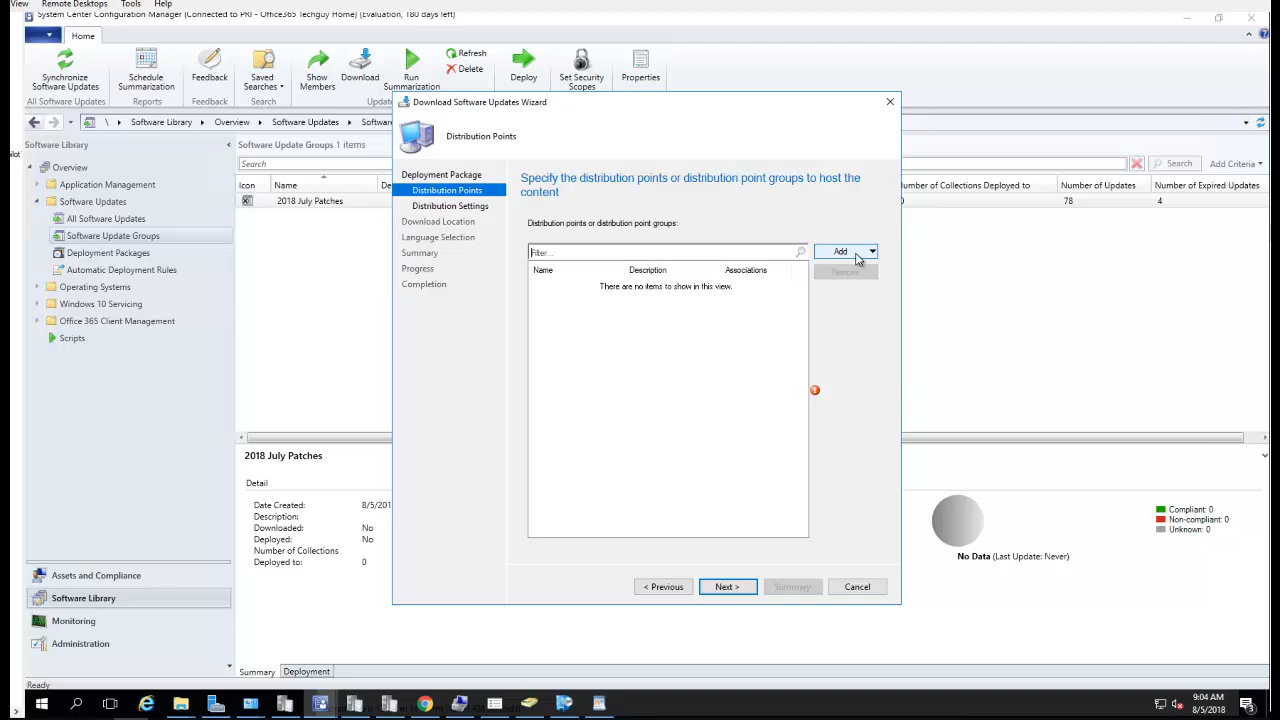 View Remote Desktops Tools Help
System Center Configuration Manager (Connected to PRI - Office365 Techguy Home) (Evaluation, 180 days left)
Home
Synchronize Software Updates
Schedule Summarization
Feedback
Saved Searches
Show Members
Download
Run Summarization
Refresh
Delete
Deploy
Set Security Scopes
Properties
All Software Updates
Reports
Feedback
Search
Updat
\ Software Library Overview Software Updates Softwar
Software Library
Software Update Groups 1 items
Search
Search
Add Criteria
Icon Name De
Number of Collections Deployed to
Number of Updates
Number of Expired Updates
2018 July Patches
0
78
4
pilot
Overview
Application Management
Software Updates
All Software Updates
Software Update Groups
Deployment Packages
Automatic Deployment Rules
Operating Systems
Windows 10 Servicing
Office 365 Client Management
Scripts
Download Software Updates Wizard
Distribution Points
Deployment Package
Distribution Points
Distribution Settings
Download Location
Language Selection
Summary
Progress
Completion
Specify the distribution points or distribution point groups to host the
content
Distribution points or distribution point groups:
Filter...
Add
Remove
Name Description Associations
There are no items to show in this view.
< Previous
Next >
Summary
Cancel
2018 July Patches
Detail
Date Created: 8/5/201
Description:
Downloaded: No
Deployed: No
Number of Collections
Deployed to: 0
No Data (Last Update: Never)
Compliant: 0
Non-compliant: 0
Unknown: 0
Assets and Compliance
Software Library
Monitoring
Administration
Summary Deployment
Ready
9:04 AM
8/5/2018